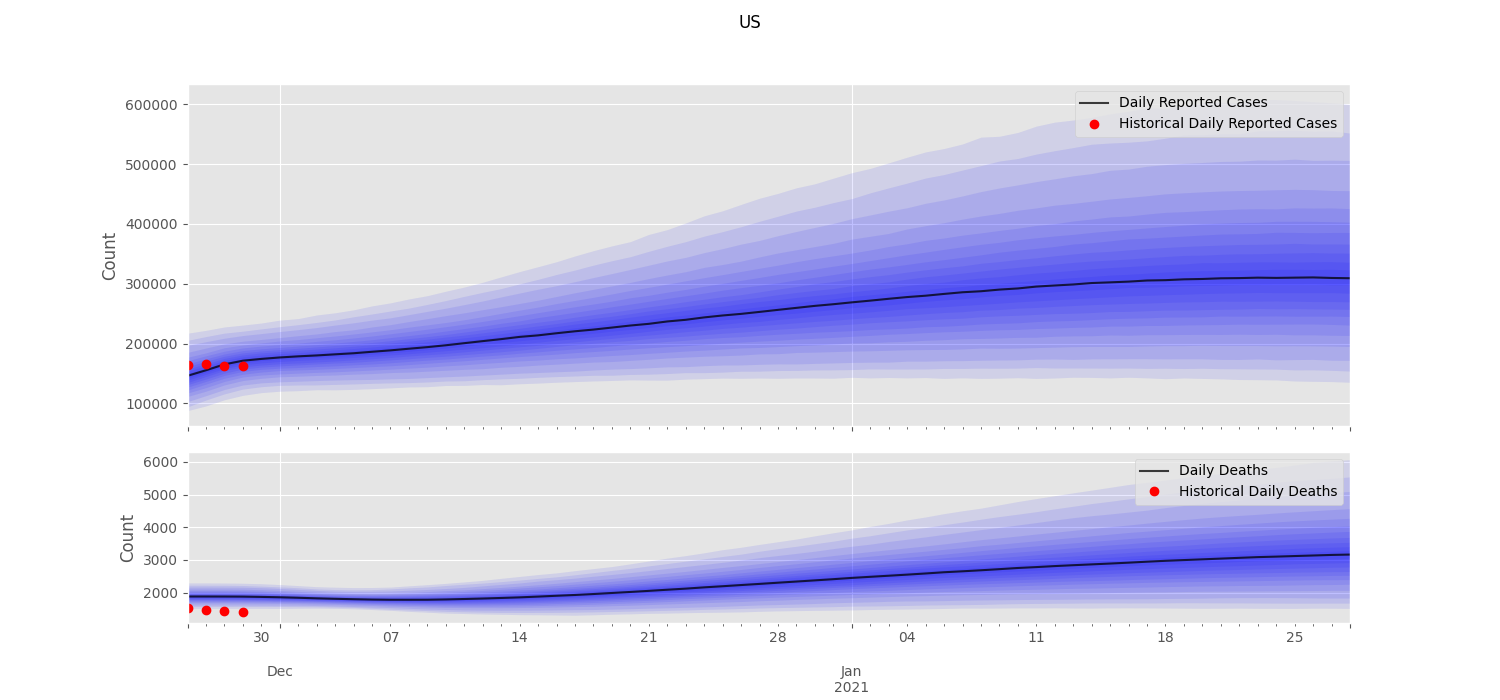 US
600000
500000
400000
300000
200000
100000
Count
Daily Reported Cases
Historical Daily Reported Cases
6000
5000
4000
3000
2000
Count
Daily Deaths
Historical Daily Deaths
30 07 14 21 28 04 11 18 25
Dec Jan
2021